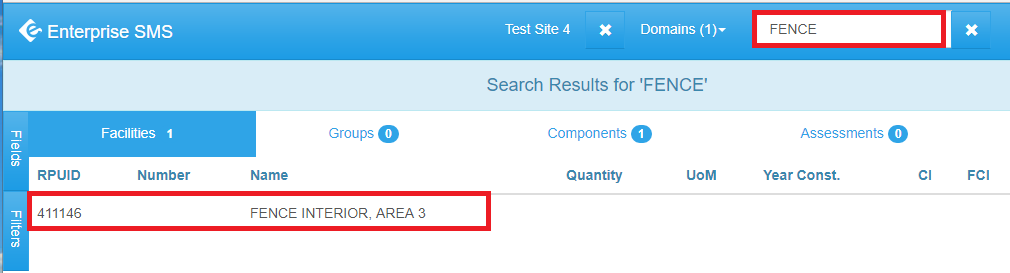 Enterprise SMS Test Site 4 Domains (1) FENCE
Search Results for 'FENCE'
Fields
Filters
Facilities 1 Groups 0 Components 1 Assessments 0
RPUID Number Name Quantity UoM Year Const. CI FCI
411146 FENCE INTERIOR, AREA 3